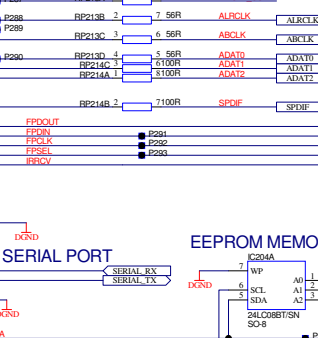 P288
P289
RP213B 2 7 56R ALRCLK ALRCLK
RP213C 3 6 56R ABCLK ABCLK
P290
RP213D 4 5 56R ADAT0 ADAT0
RP214C 3 6100R ADAT1 ADAT1
RP214A 1 8100R ADAT2 ADAT2
RP214B 2 7100R SPDIF SPDIF
FPDOUT
FPDIN P291
FPCLK P292
FPSEL P293
IRRCV
DGND
SERIAL PORT
SERIAL_RX
SERIAL_TX
DGND
EEPROM MEMO
IC204A
7 WP
DGND
A0 1
6 SCL A1 2
5 SDA A2 3
24LC08BT/SN
SO-8